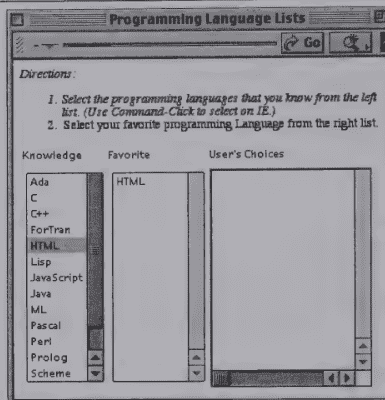 Programming Language Lists
Go
Directions:
1. Select the programming languages that you know from the left
list. (Use Command-Click to select on IE.)
2. Select your favorite programming Language from the right list.
Knowledge Favorite User's Choices
Ada
C
C++
ForTran
HTML
Lisp
JavaScript
Java
ML
Pascal
Perl
Prolog
Scheme
HTML